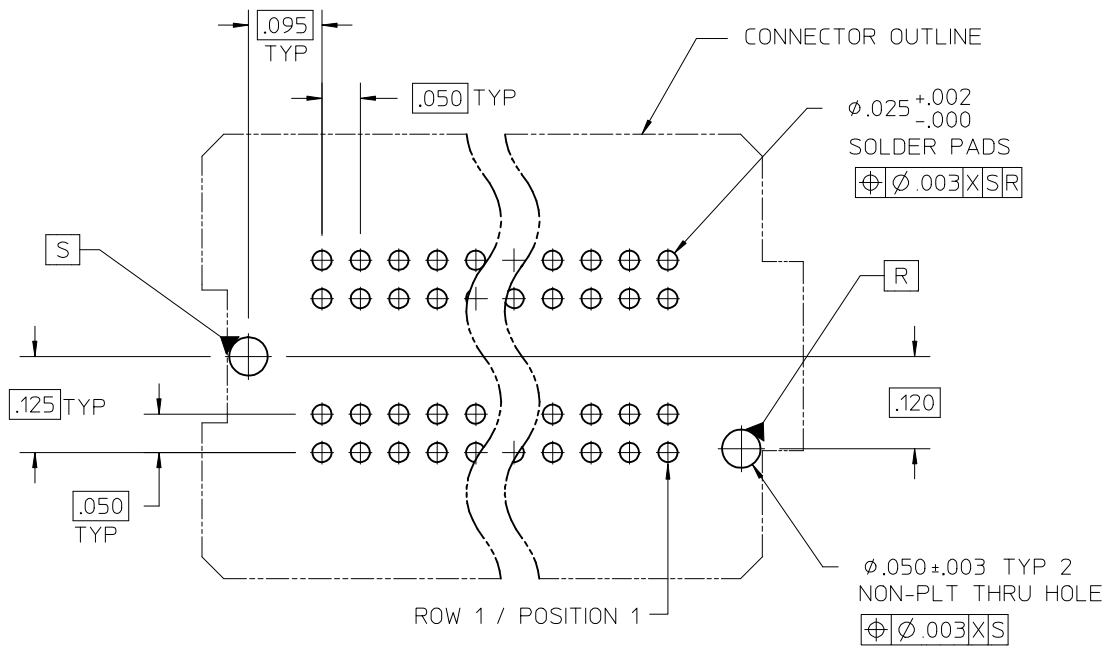 .095
TYP
.050 TYP
CONNECTOR OUTLINE
Ø.025 +.002
-.000
SOLDER PADS
⌖ Ø .003 X S R
S
R
.125 TYP
.120
.050
TYP
ROW 1 / POSITION 1
Ø.050±.003 TYP 2
NON-PLT THRU HOLE
⌖ Ø .003 X S